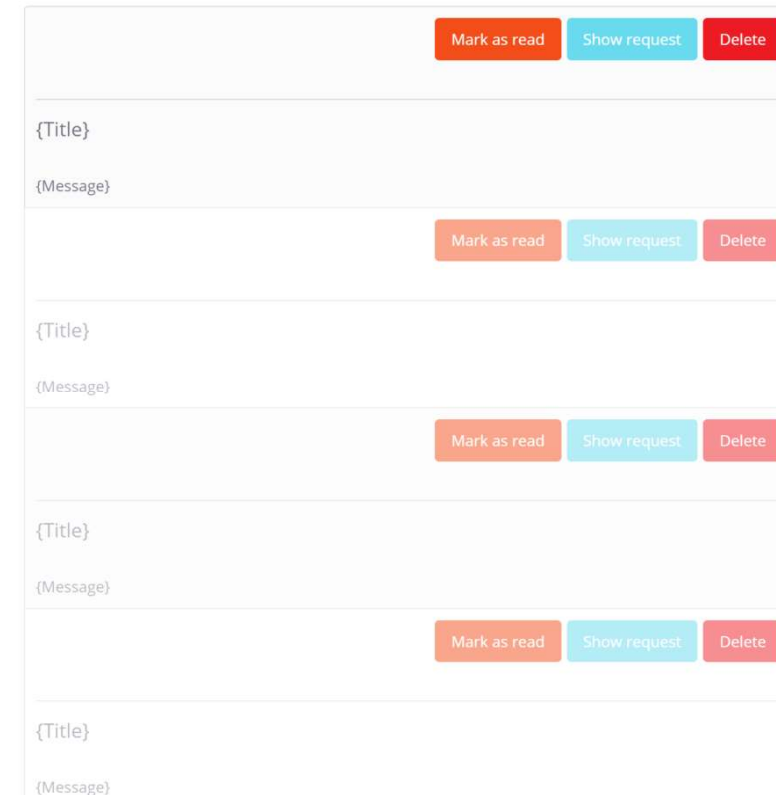 Mark as read Show request Delete
{Title}
{Message}
Mark as read Show request Delete
{Title}
{Message}
Mark as read Show request Delete
{Title}
{Message}
Mark as read Show request Delete
{Title}
{Message}